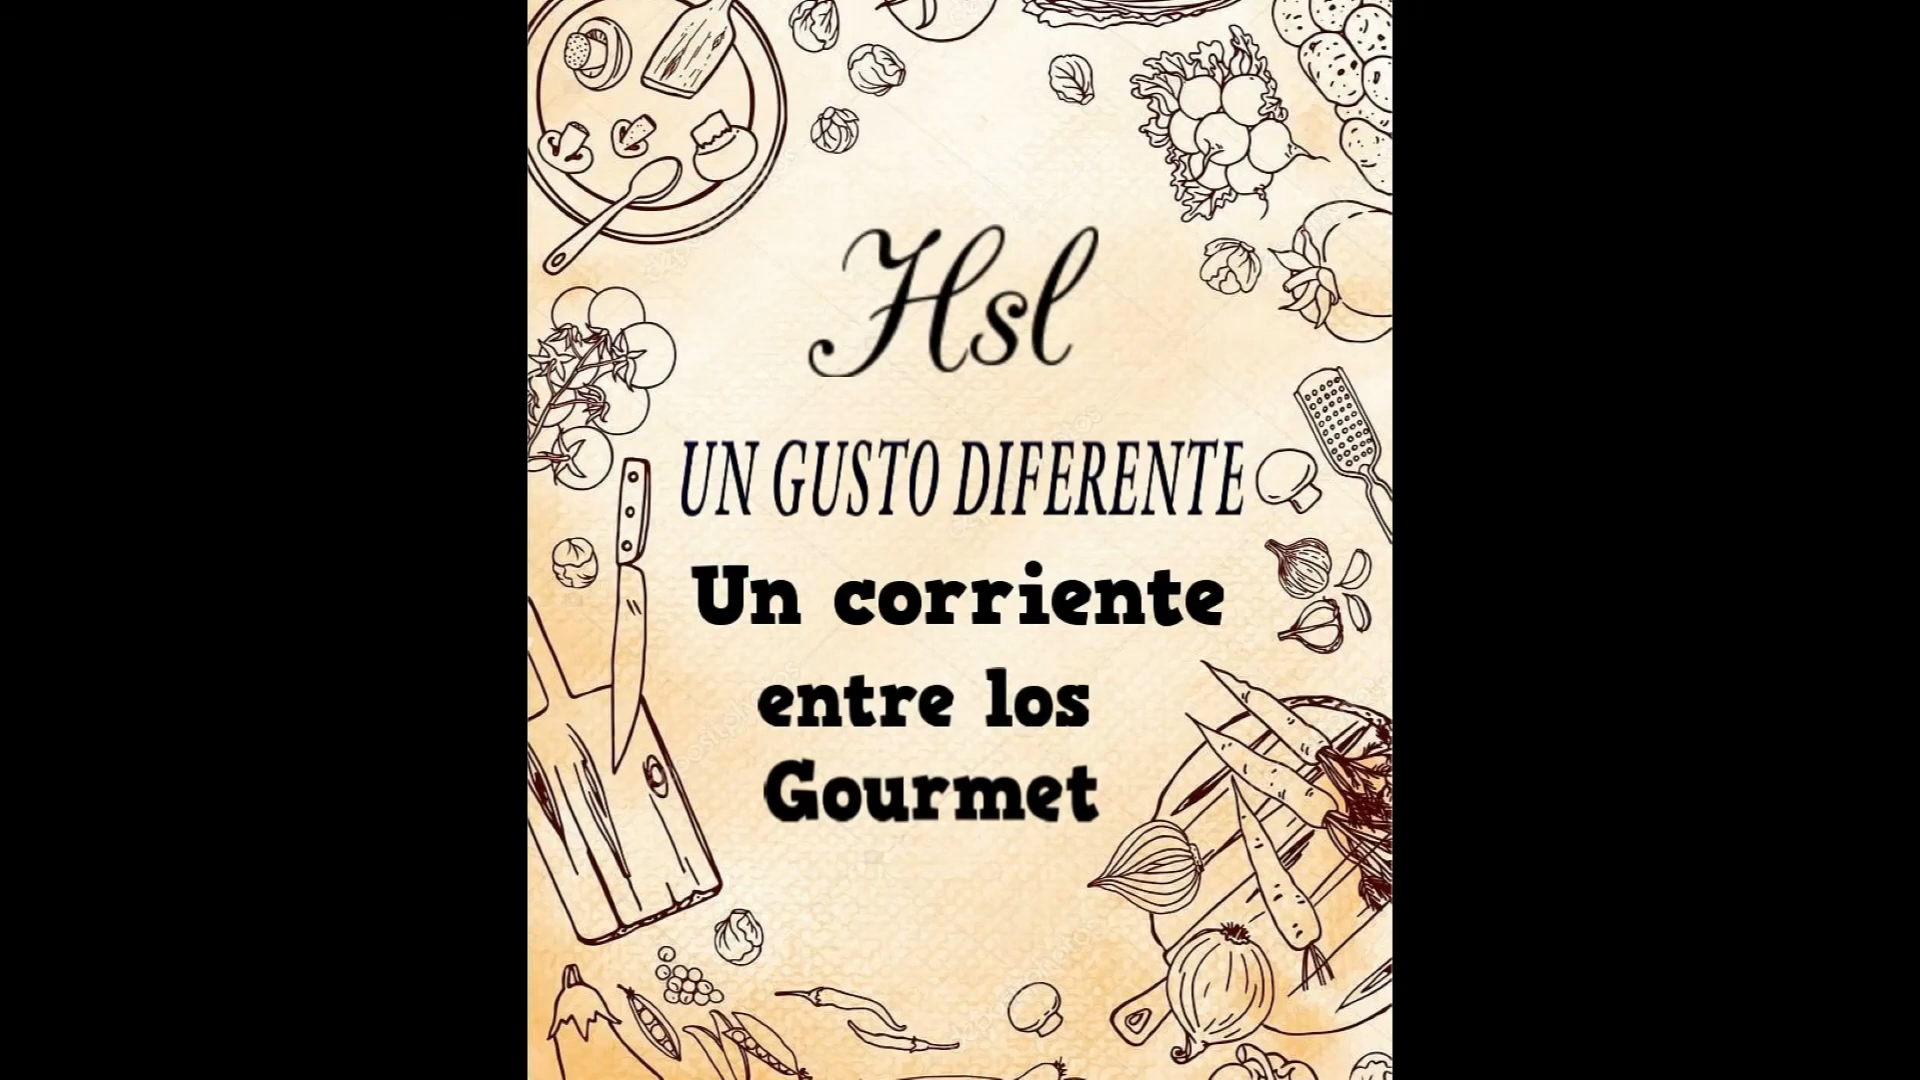 Hsl
UN GUSTO DIFERENTE
Un corriente
entre los
Gourmet